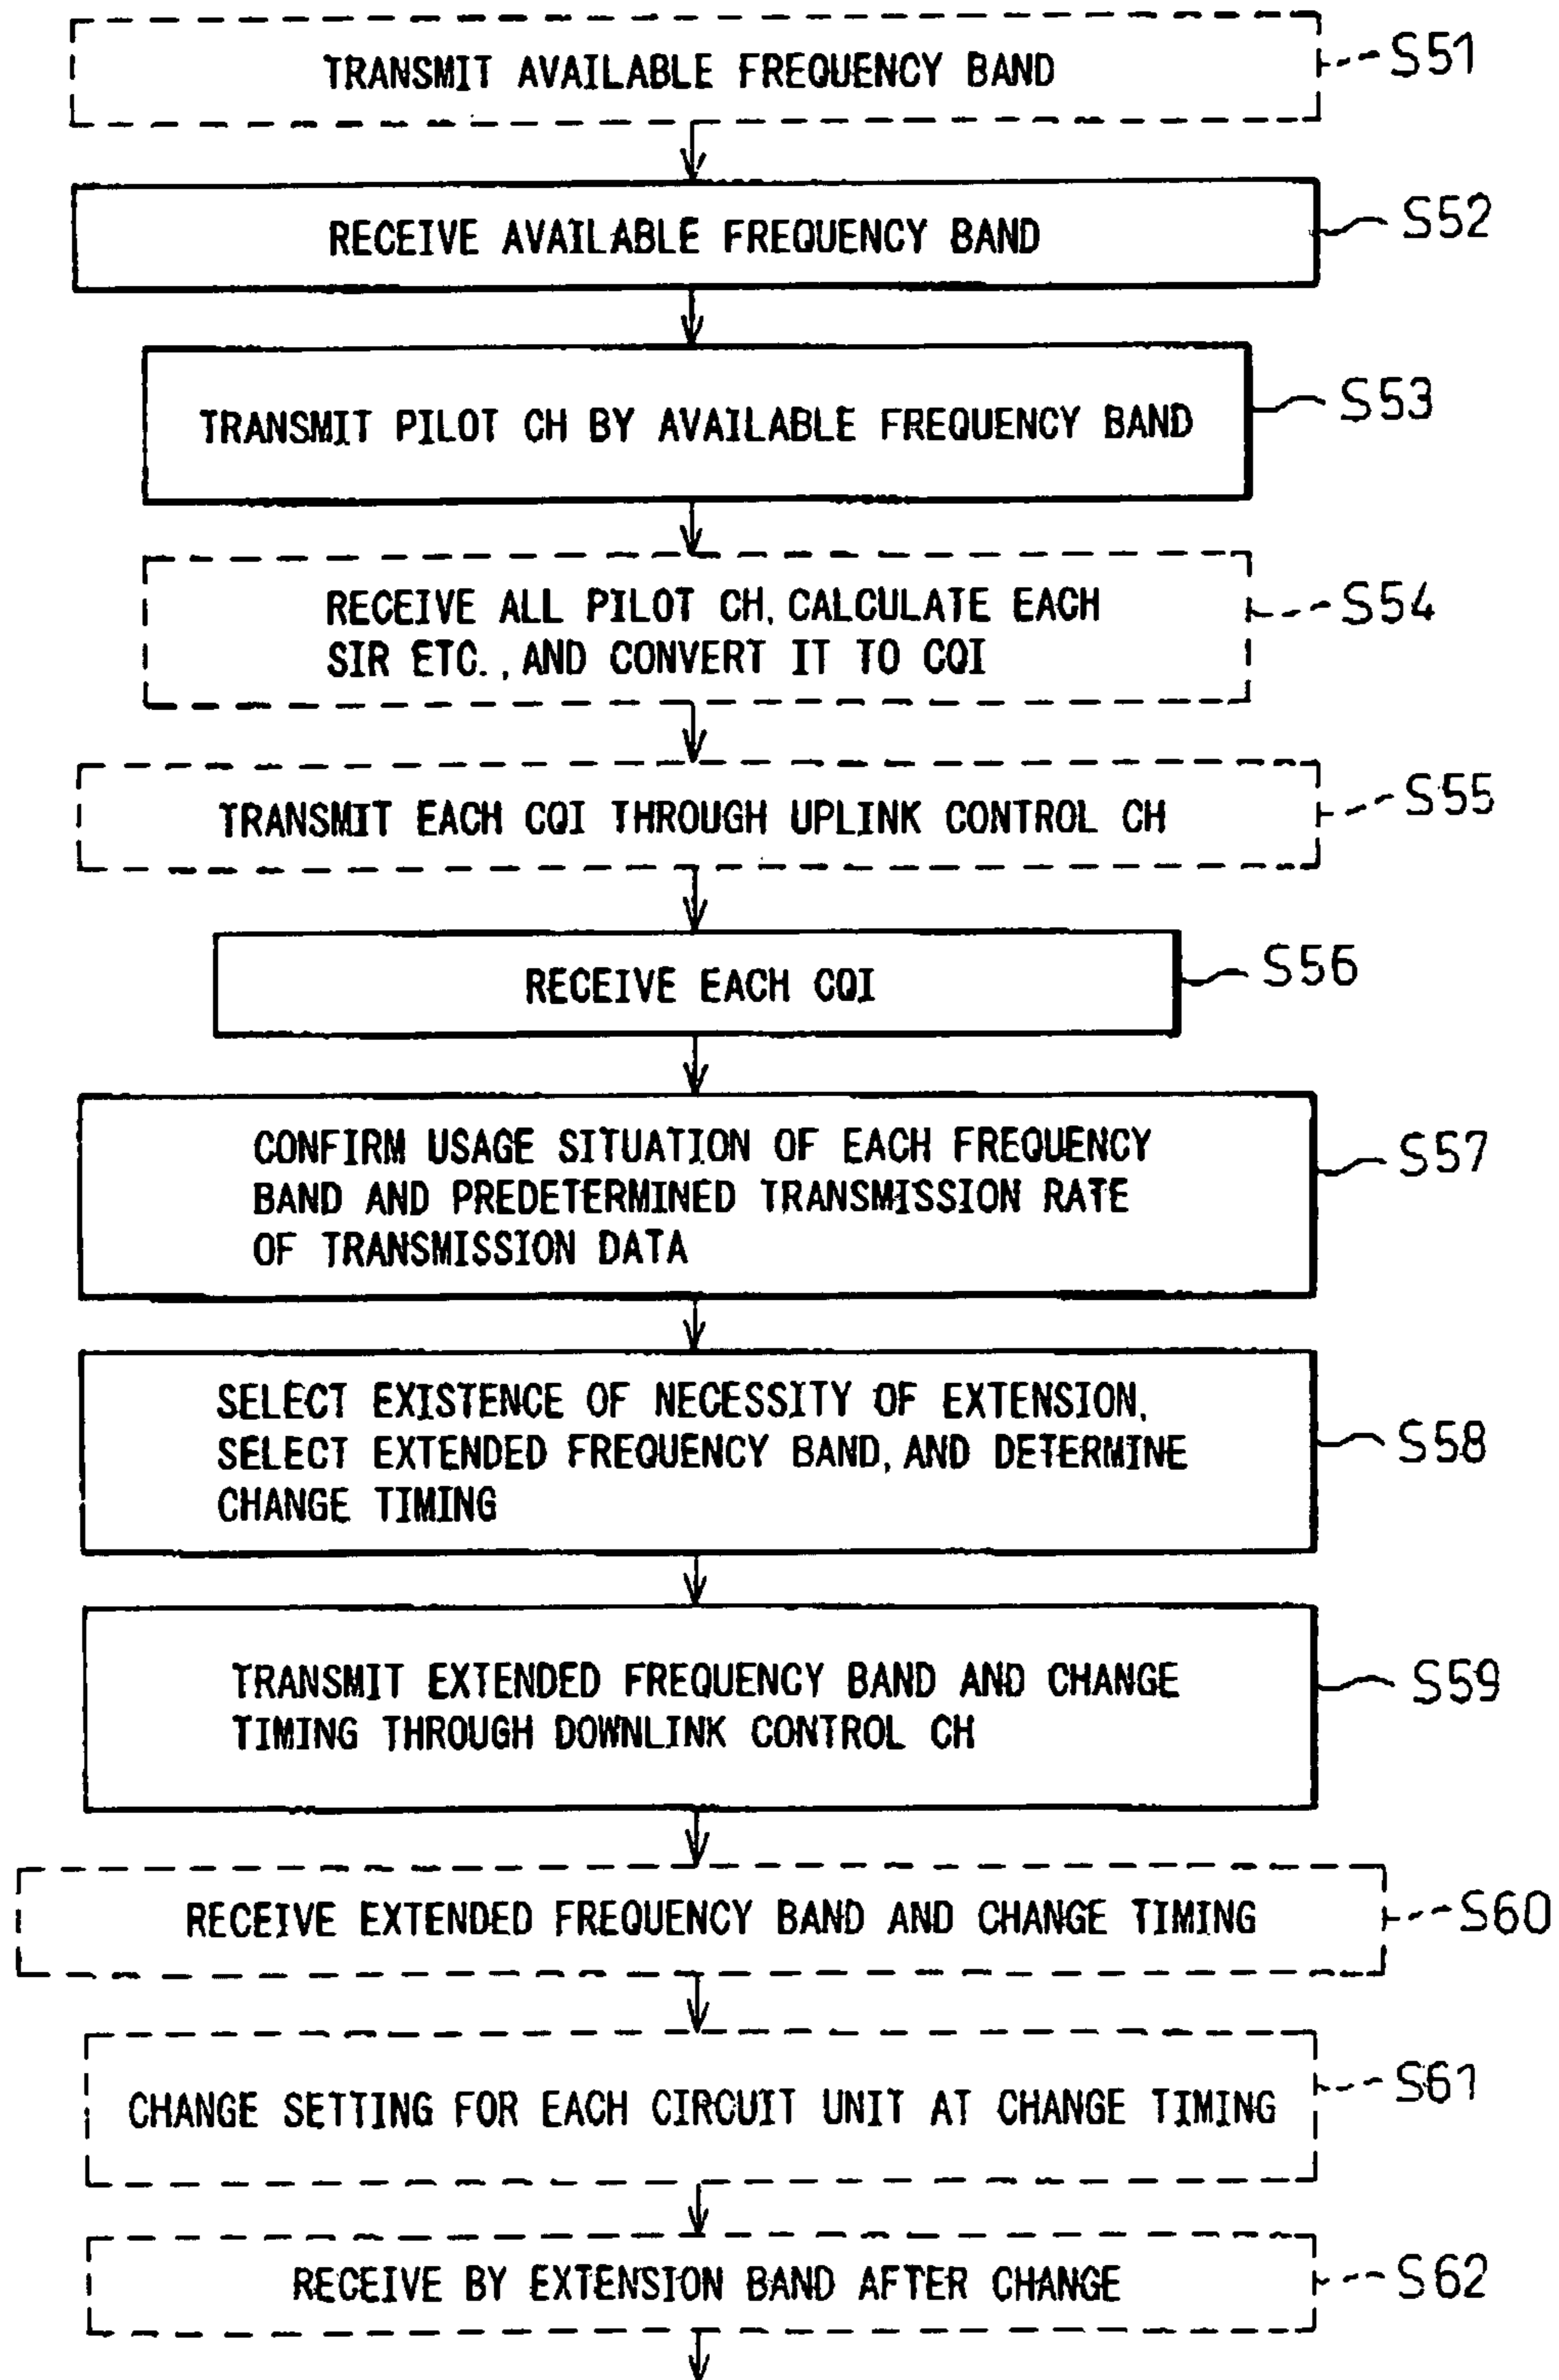 TRANSMIT AVAILABLE FREQUENCY BAND S51
RECEIVE AVAILABLE FREQUENCY BAND S52
TRANSMIT PILOT CH BY AVAILABLE FREQUENCY BAND S53
RECEIVE ALL PILOT CH, CALCULATE EACH S54
SIR ETC., AND CONVERT IT TO CQI
TRANSMIT EACH CQI THROUGH UPLINK CONTROL CH S55
RECEIVE EACH CQI S56
CONFIRM USAGE SITUATION OF EACH FREQUENCY S57
BAND AND PREDETERMINED TRANSMISSION RATE
OF TRANSMISSION DATA
SELECT EXISTENCE OF NECESSITY OF EXTENSION, S58
SELECT EXTENDED FREQUENCY BAND, AND DETERMINE
CHANGE TIMING
TRANSMIT EXTENDED FREQUENCY BAND AND CHANGE S59
TIMING THROUGH DOWNLINK CONTROL CH
RECEIVE EXTENDED FREQUENCY BAND AND CHANGE TIMING S60
CHANGE SETTING FOR EACH CIRCUIT UNIT AT CHANGE TIMING S61
RECEIVE BY EXTENSION BAND AFTER CHANGE S62